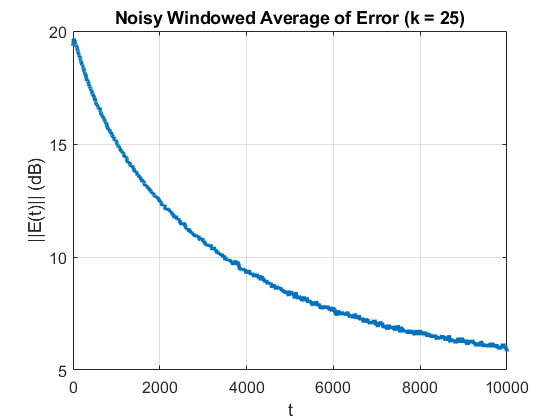 Noisy Windowed Average of Error (k = 25)
20
15
10
5
||E(t)|| (dB)
0 2000 4000 6000 8000 10000
t